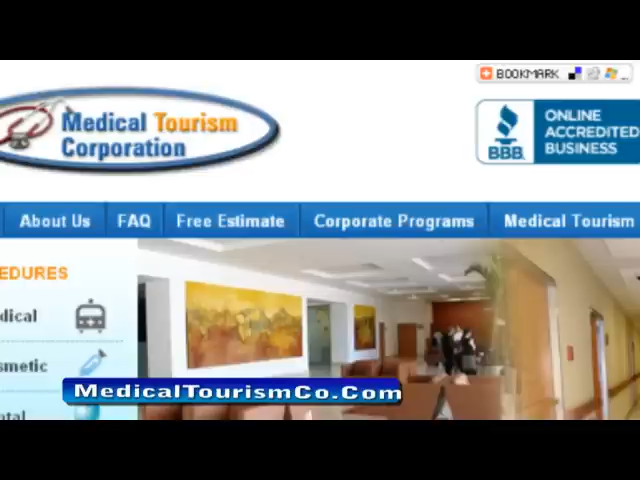 BOOKMARK
Medical Tourism
Corporation
BBB
ONLINE
ACCREDITED
BUSINESS
About Us
FAQ
Free Estimate
Corporate Programs
Medical Tourism
EDURES
dical
smetic
ntal
MedicalTourismCo.Com